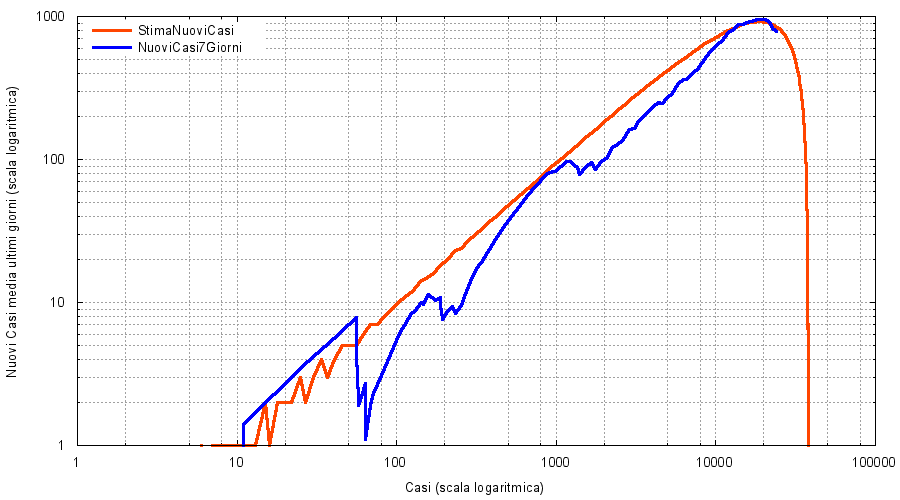 1000
StimaNuoviCasi
NuoviCasi7Giorni
100
10
1
Nuovi Casi media ultimi giorni (scala logaritmica)
1 10 100 1000 10000 100000
Casi (scala logaritmica)